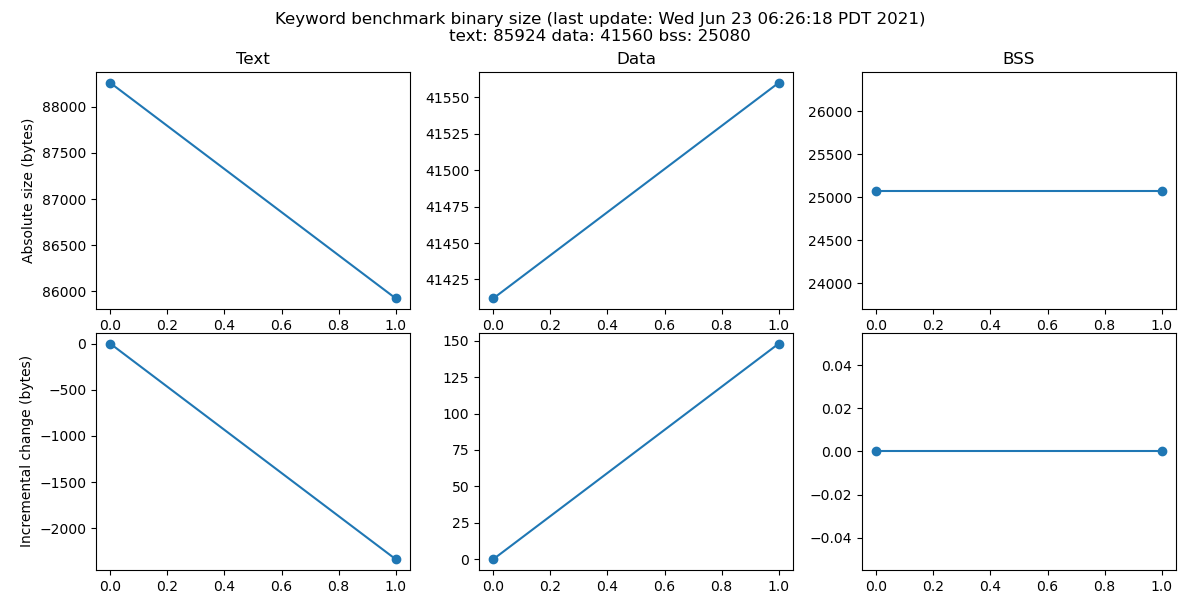 Keyword benchmark binary size (last update: Wed Jun 23 06:26:18 PDT 2021)
text: 85924 data: 41560 bss: 25080
Text
Data
BSS
Absolute size (bytes)
88000
87500
87000
86500
86000
0.0 0.2 0.4 0.6 0.8 1.0
41550
41525
41500
41475
41450
41425
0.0 0.2 0.4 0.6 0.8 1.0
26000
25500
25000
24500
24000
0.0 0.2 0.4 0.6 0.8 1.0
Incremental change (bytes)
0
−500
−1000
−1500
−2000
0.0 0.2 0.4 0.6 0.8 1.0
150
125
100
75
50
25
0
0.0 0.2 0.4 0.6 0.8 1.0
0.04
0.02
0.00
−0.02
−0.04
0.0 0.2 0.4 0.6 0.8 1.0